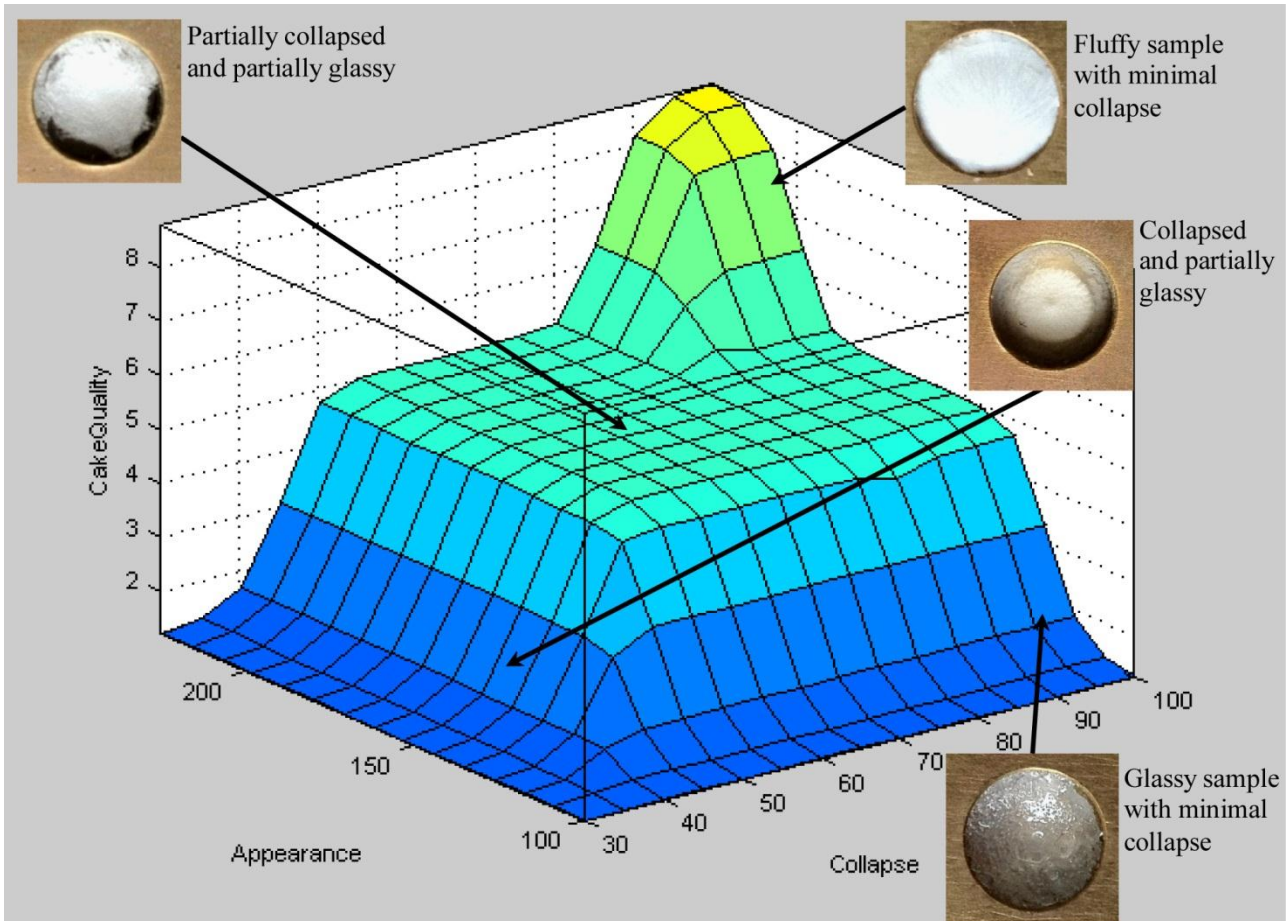 Partially collapsed
and partially glassy
Fluffy sample
with minimal
collapse
Collapsed
and partially
glassy
8
7
6
5
4
3
2
CakeQuality
200
150
100
Appearance
30
40
50
60
70
80
90
100
Collapse
Glassy sample
with minimal
collapse